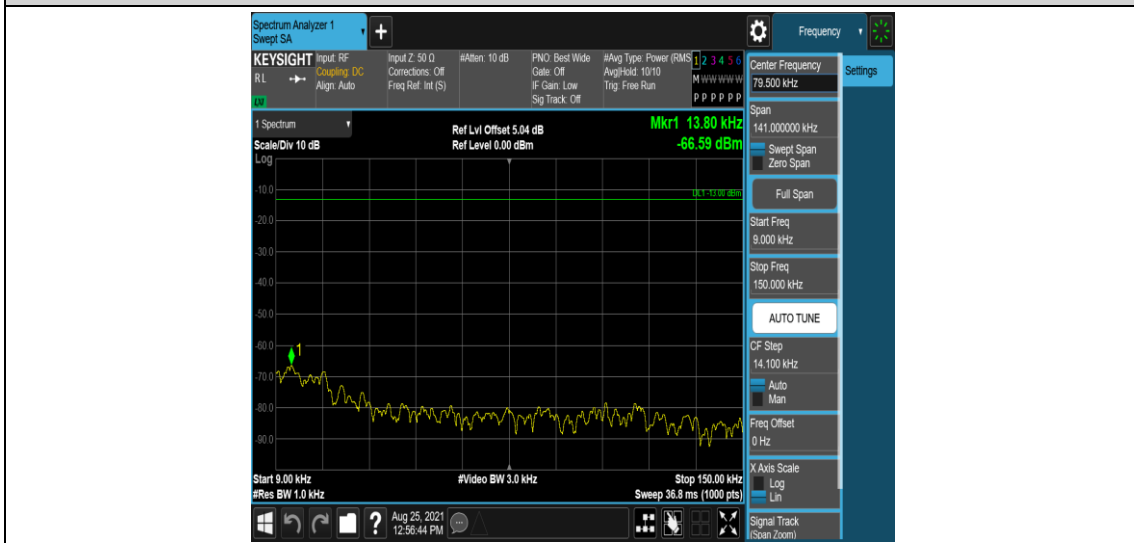 Spectrum Analyzer 1
Swept SA
+
Frequency
KEYSIGHT
RL
LXI
Input: RF
Coupling: DC
Align: Auto
Input Z: 50 Ω
Corrections: Off
Freq Ref: Int (S)
#Atten: 10 dB
PNO: Best Wide
Gate: Off
IF Gain: Low
Sig Track: Off
#Avg Type: Power (RMS
Avg|Hold: 10/10
Trig: Free Run
1 2 3 4 5 6
M W W W W W
P P P P P P
Center Frequency
79.500 kHz
Settings
Span
141.000000 kHz
Swept Span
Zero Span
Full Span
Start Freq
9.000 kHz
Stop Freq
150.000 kHz
AUTO TUNE
CF Step
14.100 kHz
Auto
Man
Freq Offset
0 Hz
X Axis Scale
Log
Lin
Signal Track
(Span Zoom)
1 Spectrum
Scale/Div 10 dB
Log
Ref Lvl Offset 5.04 dB
Ref Level 0.00 dBm
Mkr1 13.80 kHz
-66.59 dBm
DL1 -13.00 dBm
-10.0
-20.0
-30.0
-40.0
-50.0
-60.0
1
-70.0
-80.0
-90.0
Start 9.00 kHz
#Video BW 3.0 kHz
Stop 150.00 kHz
#Res BW 1.0 kHz
Sweep 36.8 ms (1000 pts)
?
Aug 25, 2021
12:56:44 PM